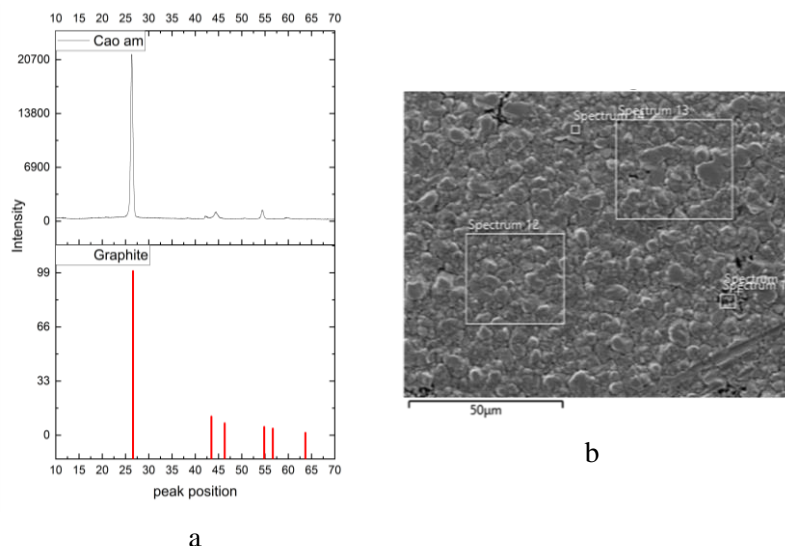 10 15 20 25 30 35 40 45 50 55 60 65 70
Cao am
20700
13800
6900
0
Intensity
Graphite
99
66
33
0
10 15 20 25 30 35 40 45 50 55 60 65 70
peak position
a
Spectrum 14
Spectrum 13
Spectrum 12
Spectrum
Spectrum 1
50μm
b